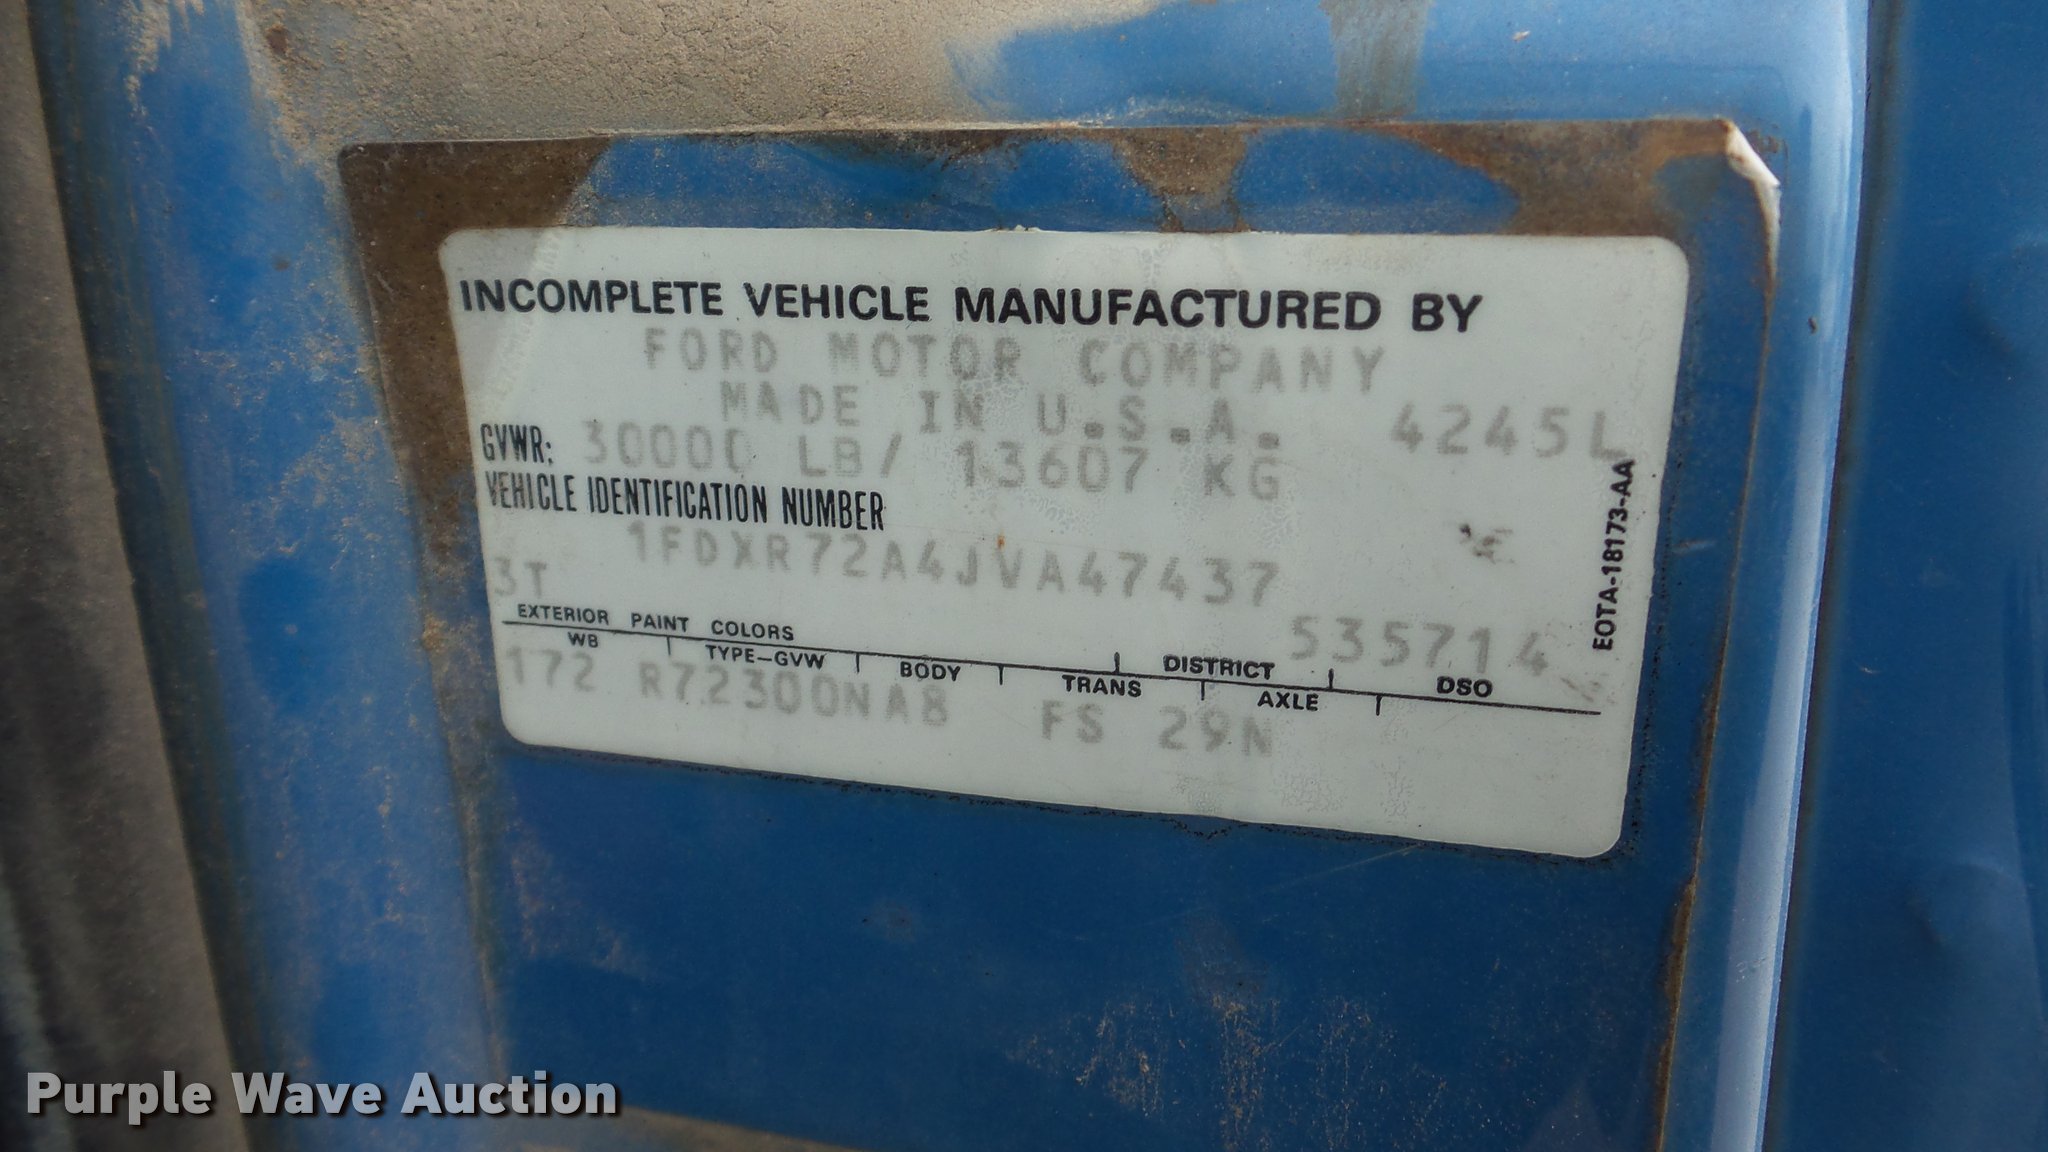 INCOMPLETE VEHICLE MANUFACTURED BY
FORD MOTOR COMPANY
MADE IN U.S.A. 4245L
GVWR: 30000 LB/ 13607 KG
VEHICLE IDENTIFICATION NUMBER
1FDXR72A4JVA47437
3T
EXTERIOR PAINT COLORS DISTRICT 535714 DSO
WB TYPE-GVW BODY TRANS AXLE
172 R72300NA8 FS 29N
EOTA-18173-AA
Purple Wave Auction